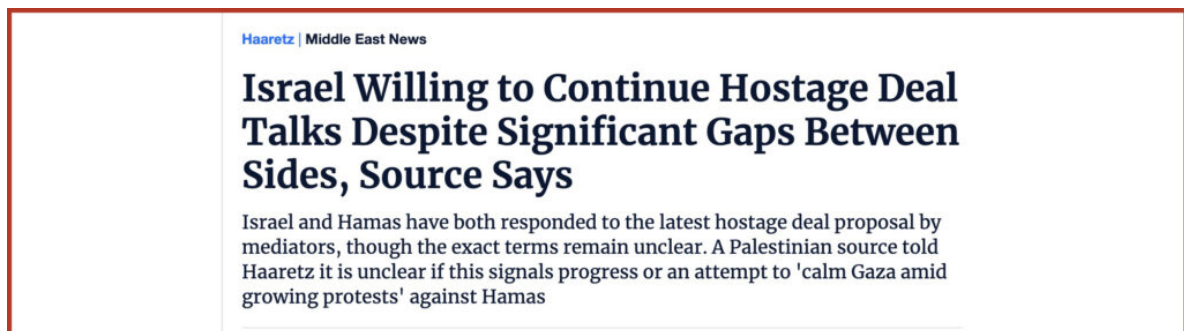 Haaretz | Middle East News
Israel Willing to Continue Hostage Deal
Talks Despite Significant Gaps Between
Sides, Source Says
Israel and Hamas have both responded to the latest hostage deal proposal by
mediators, though the exact terms remain unclear. A Palestinian source told
Haaretz it is unclear if this signals progress or an attempt to 'calm Gaza amid
growing protests' against Hamas